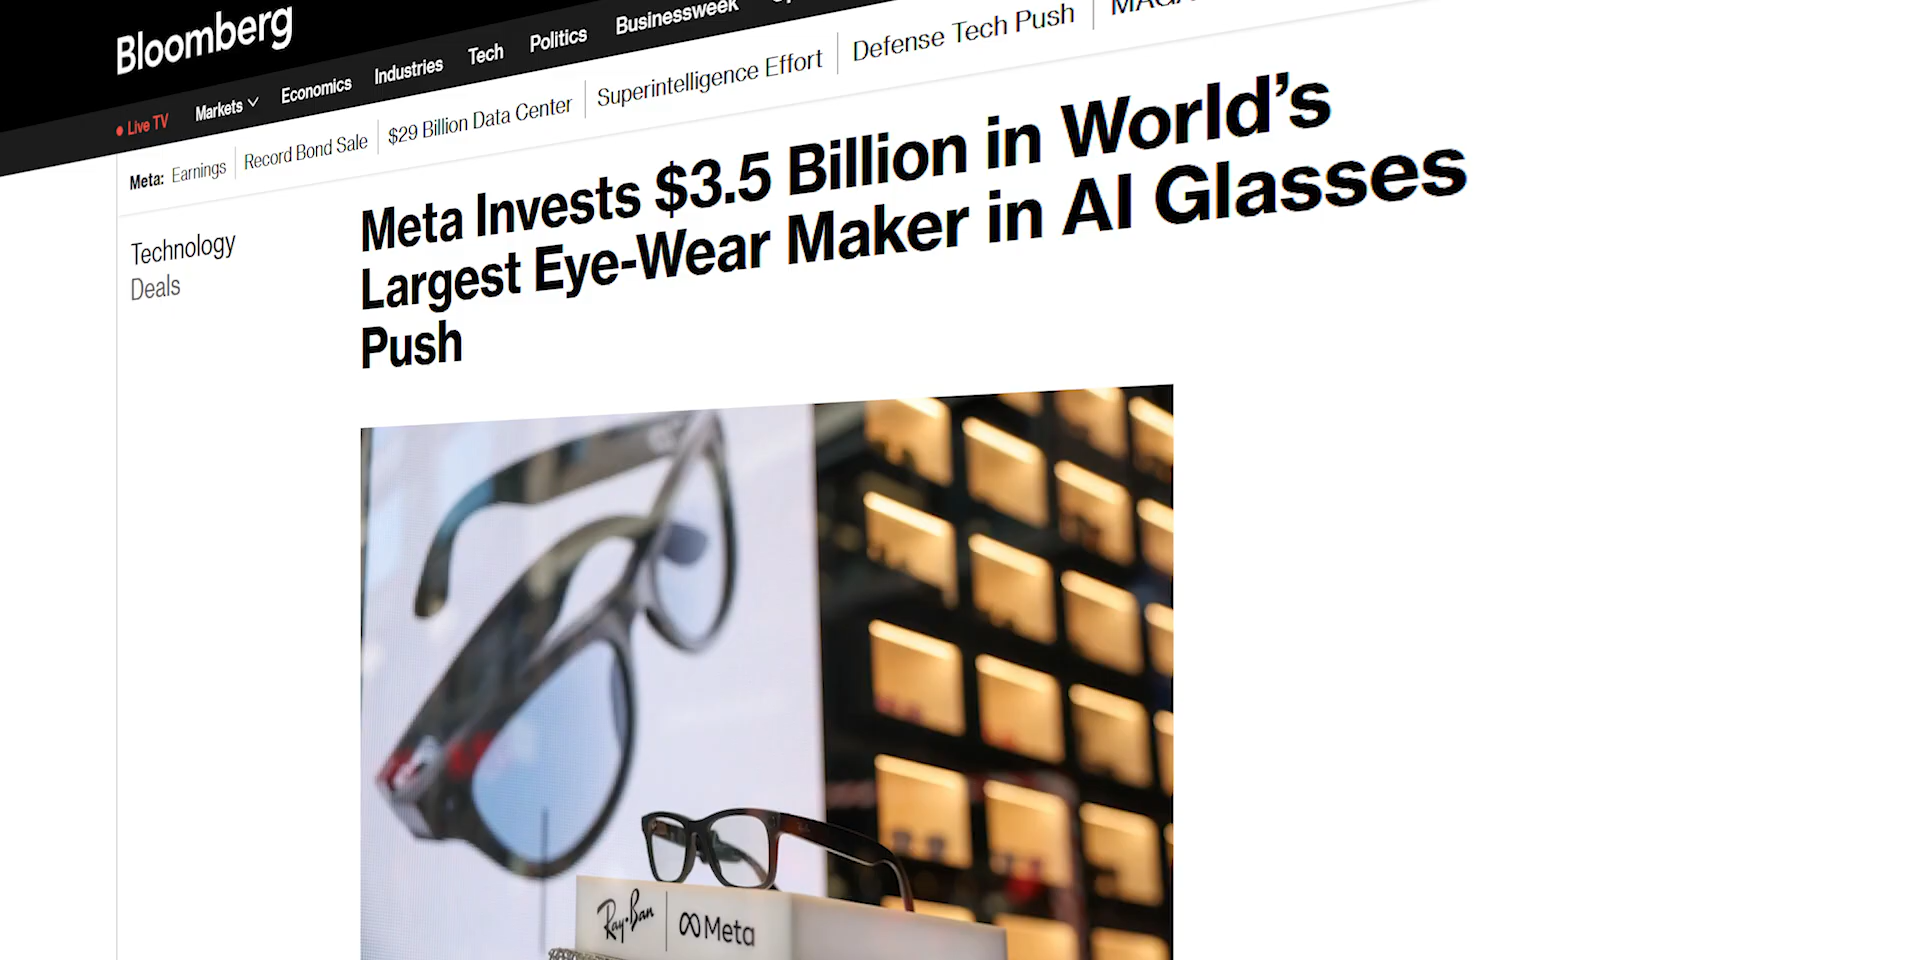 Bloomberg
Live TV Markets Economics Industries Tech Politics Businessweek
Meta: Earnings Record Bond Sale $29 Billion Data Center Superintelligence Effort Defense Tech Push
Technology
Deals
Meta Invests $3.5 Billion in World’s
Largest Eye-Wear Maker in AI Glasses
Push
Ray-Ban Meta